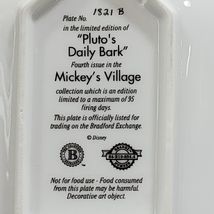 1821 B
Plate No.
in the limited edition of
"Pluto's
Daily Bark"
Fourth issue in the
Mickey's Village
collection which is an edition
limited to a maximum of 95
firing days.
This plate is officially listed for
trading on the Bradford Exchange.
© Disney
B
Not for food use - Food consumed
from this plate may be harmful.
Decorative art object.